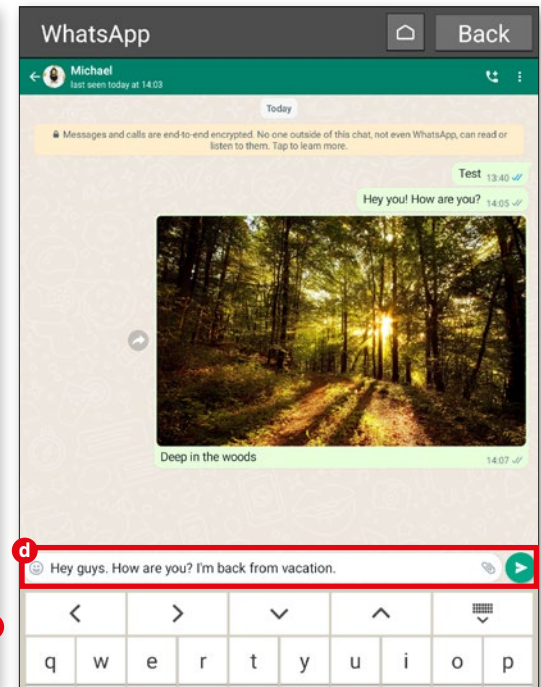 WhatsApp
Back
Michael
last seen today at 14:03
Today
Messages and calls are end-to-end encrypted. No one outside of this chat, not even WhatsApp, can read or
listen to them. Tap to learn more.
Test 13:40
Hey you! How are you? 14:05
Deep in the woods 14:07
d
Hey guys. How are you? I'm back from vacation.
q w e r t y u i o p